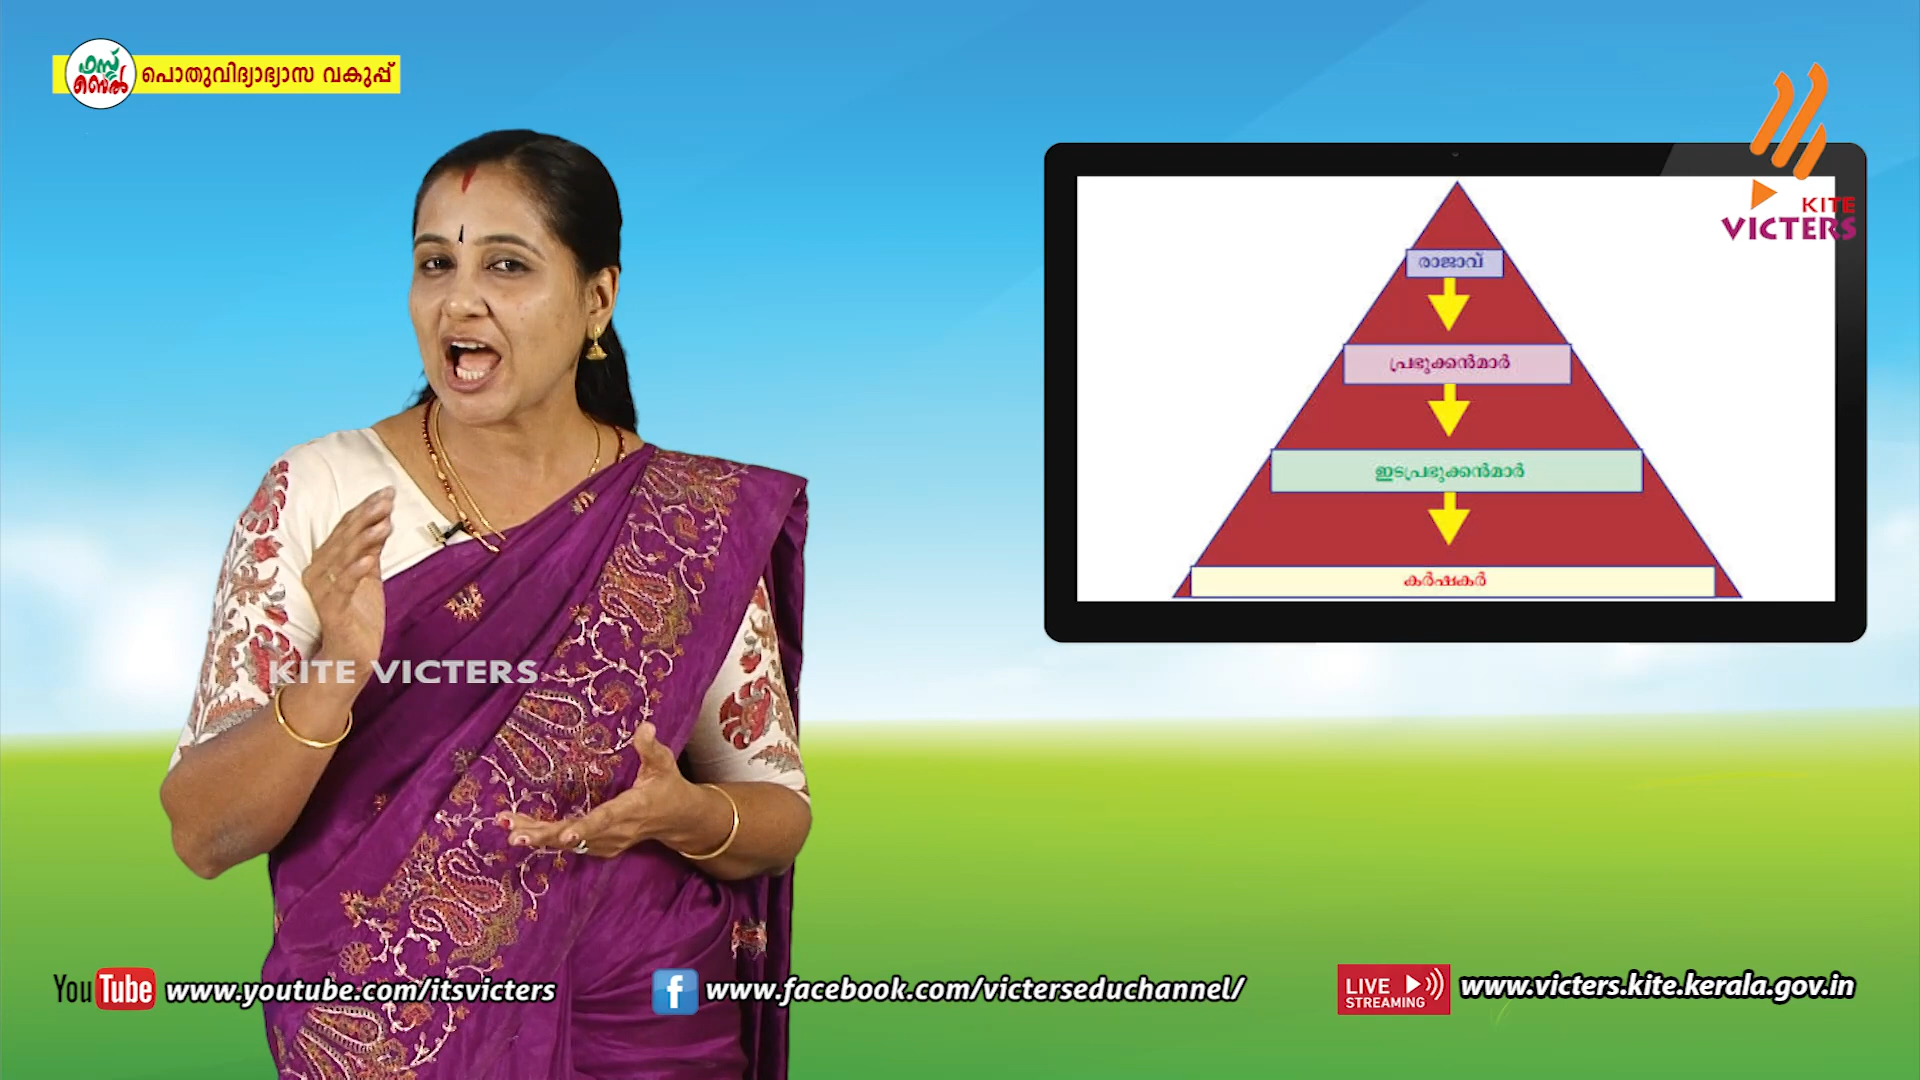 ഫസ്റ്റ് ബെൽ
പൊതുവിദ്യാഭ്യാസ വകുപ്പ്
KITE
VICTERS
രാജാവ്
പ്രഭുക്കൻമാർ
ഇടപ്രഭുക്കൻമാർ
കർഷകർ
KITE VICTERS
YouTube www.youtube.com/itsvicters
f www.facebook.com/victerseduchannel/
LIVE STREAMING www.victers.kite.kerala.gov.in